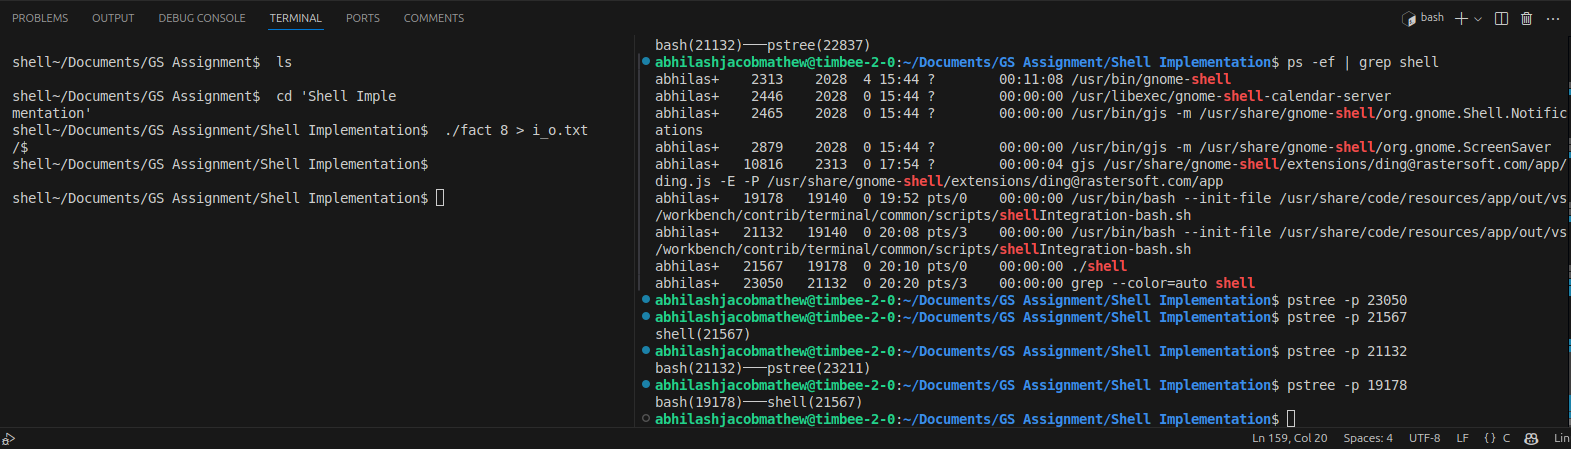 PROBLEMS OUTPUT DEBUG CONSOLE TERMINAL PORTS COMMENTS
bash
shell~/Documents/GS Assignment$  ls
shell~/Documents/GS Assignment$  cd 'Shell Imple
mentation'
shell~/Documents/GS Assignment/Shell Implementation$  ./fact 8 > i_o.txt
/$
shell~/Documents/GS Assignment/Shell Implementation$
shell~/Documents/GS Assignment/Shell Implementation$
bash(21132)───pstree(22837)
abhilashjacobmathew@timbee-2-0:~/Documents/GS Assignment/Shell Implementation$ ps -ef | grep shell
abhilas+    2313    2028  4 15:44 ?        00:11:08 /usr/bin/gnome-shell
abhilas+    2446    2028  0 15:44 ?        00:00:00 /usr/libexec/gnome-shell-calendar-server
abhilas+    2465    2028  0 15:44 ?        00:00:00 /usr/bin/gjs -m /usr/share/gnome-shell/org.gnome.Shell.Notific
ations
abhilas+    2879    2028  0 15:44 ?        00:00:00 /usr/bin/gjs -m /usr/share/gnome-shell/org.gnome.ScreenSaver
abhilas+   10816    2313  0 17:54 ?        00:00:04 gjs /usr/share/gnome-shell/extensions/ding@rastersoft.com/app/
ding.js -E -P /usr/share/gnome-shell/extensions/ding@rastersoft.com/app
abhilas+   19178   19140  0 19:52 pts/0    00:00:00 /usr/bin/bash --init-file /usr/share/code/resources/app/out/vs
/workbench/contrib/terminal/common/scripts/shellIntegration-bash.sh
abhilas+   21132   19140  0 20:08 pts/3    00:00:00 /usr/bin/bash --init-file /usr/share/code/resources/app/out/vs
/workbench/contrib/terminal/common/scripts/shellIntegration-bash.sh
abhilas+   21567   19178  0 20:10 pts/0    00:00:00 ./shell
abhilas+   23050   21132  0 20:20 pts/3    00:00:00 grep --color=auto shell
abhilashjacobmathew@timbee-2-0:~/Documents/GS Assignment/Shell Implementation$ pstree -p 23050
abhilashjacobmathew@timbee-2-0:~/Documents/GS Assignment/Shell Implementation$ pstree -p 21567
shell(21567)
abhilashjacobmathew@timbee-2-0:~/Documents/GS Assignment/Shell Implementation$ pstree -p 21132
bash(21132)───pstree(23211)
abhilashjacobmathew@timbee-2-0:~/Documents/GS Assignment/Shell Implementation$ pstree -p 19178
bash(19178)───shell(21567)
abhilashjacobmathew@timbee-2-0:~/Documents/GS Assignment/Shell Implementation$
Ln 159, Col 20 Spaces: 4 UTF-8 LF {} C Lin